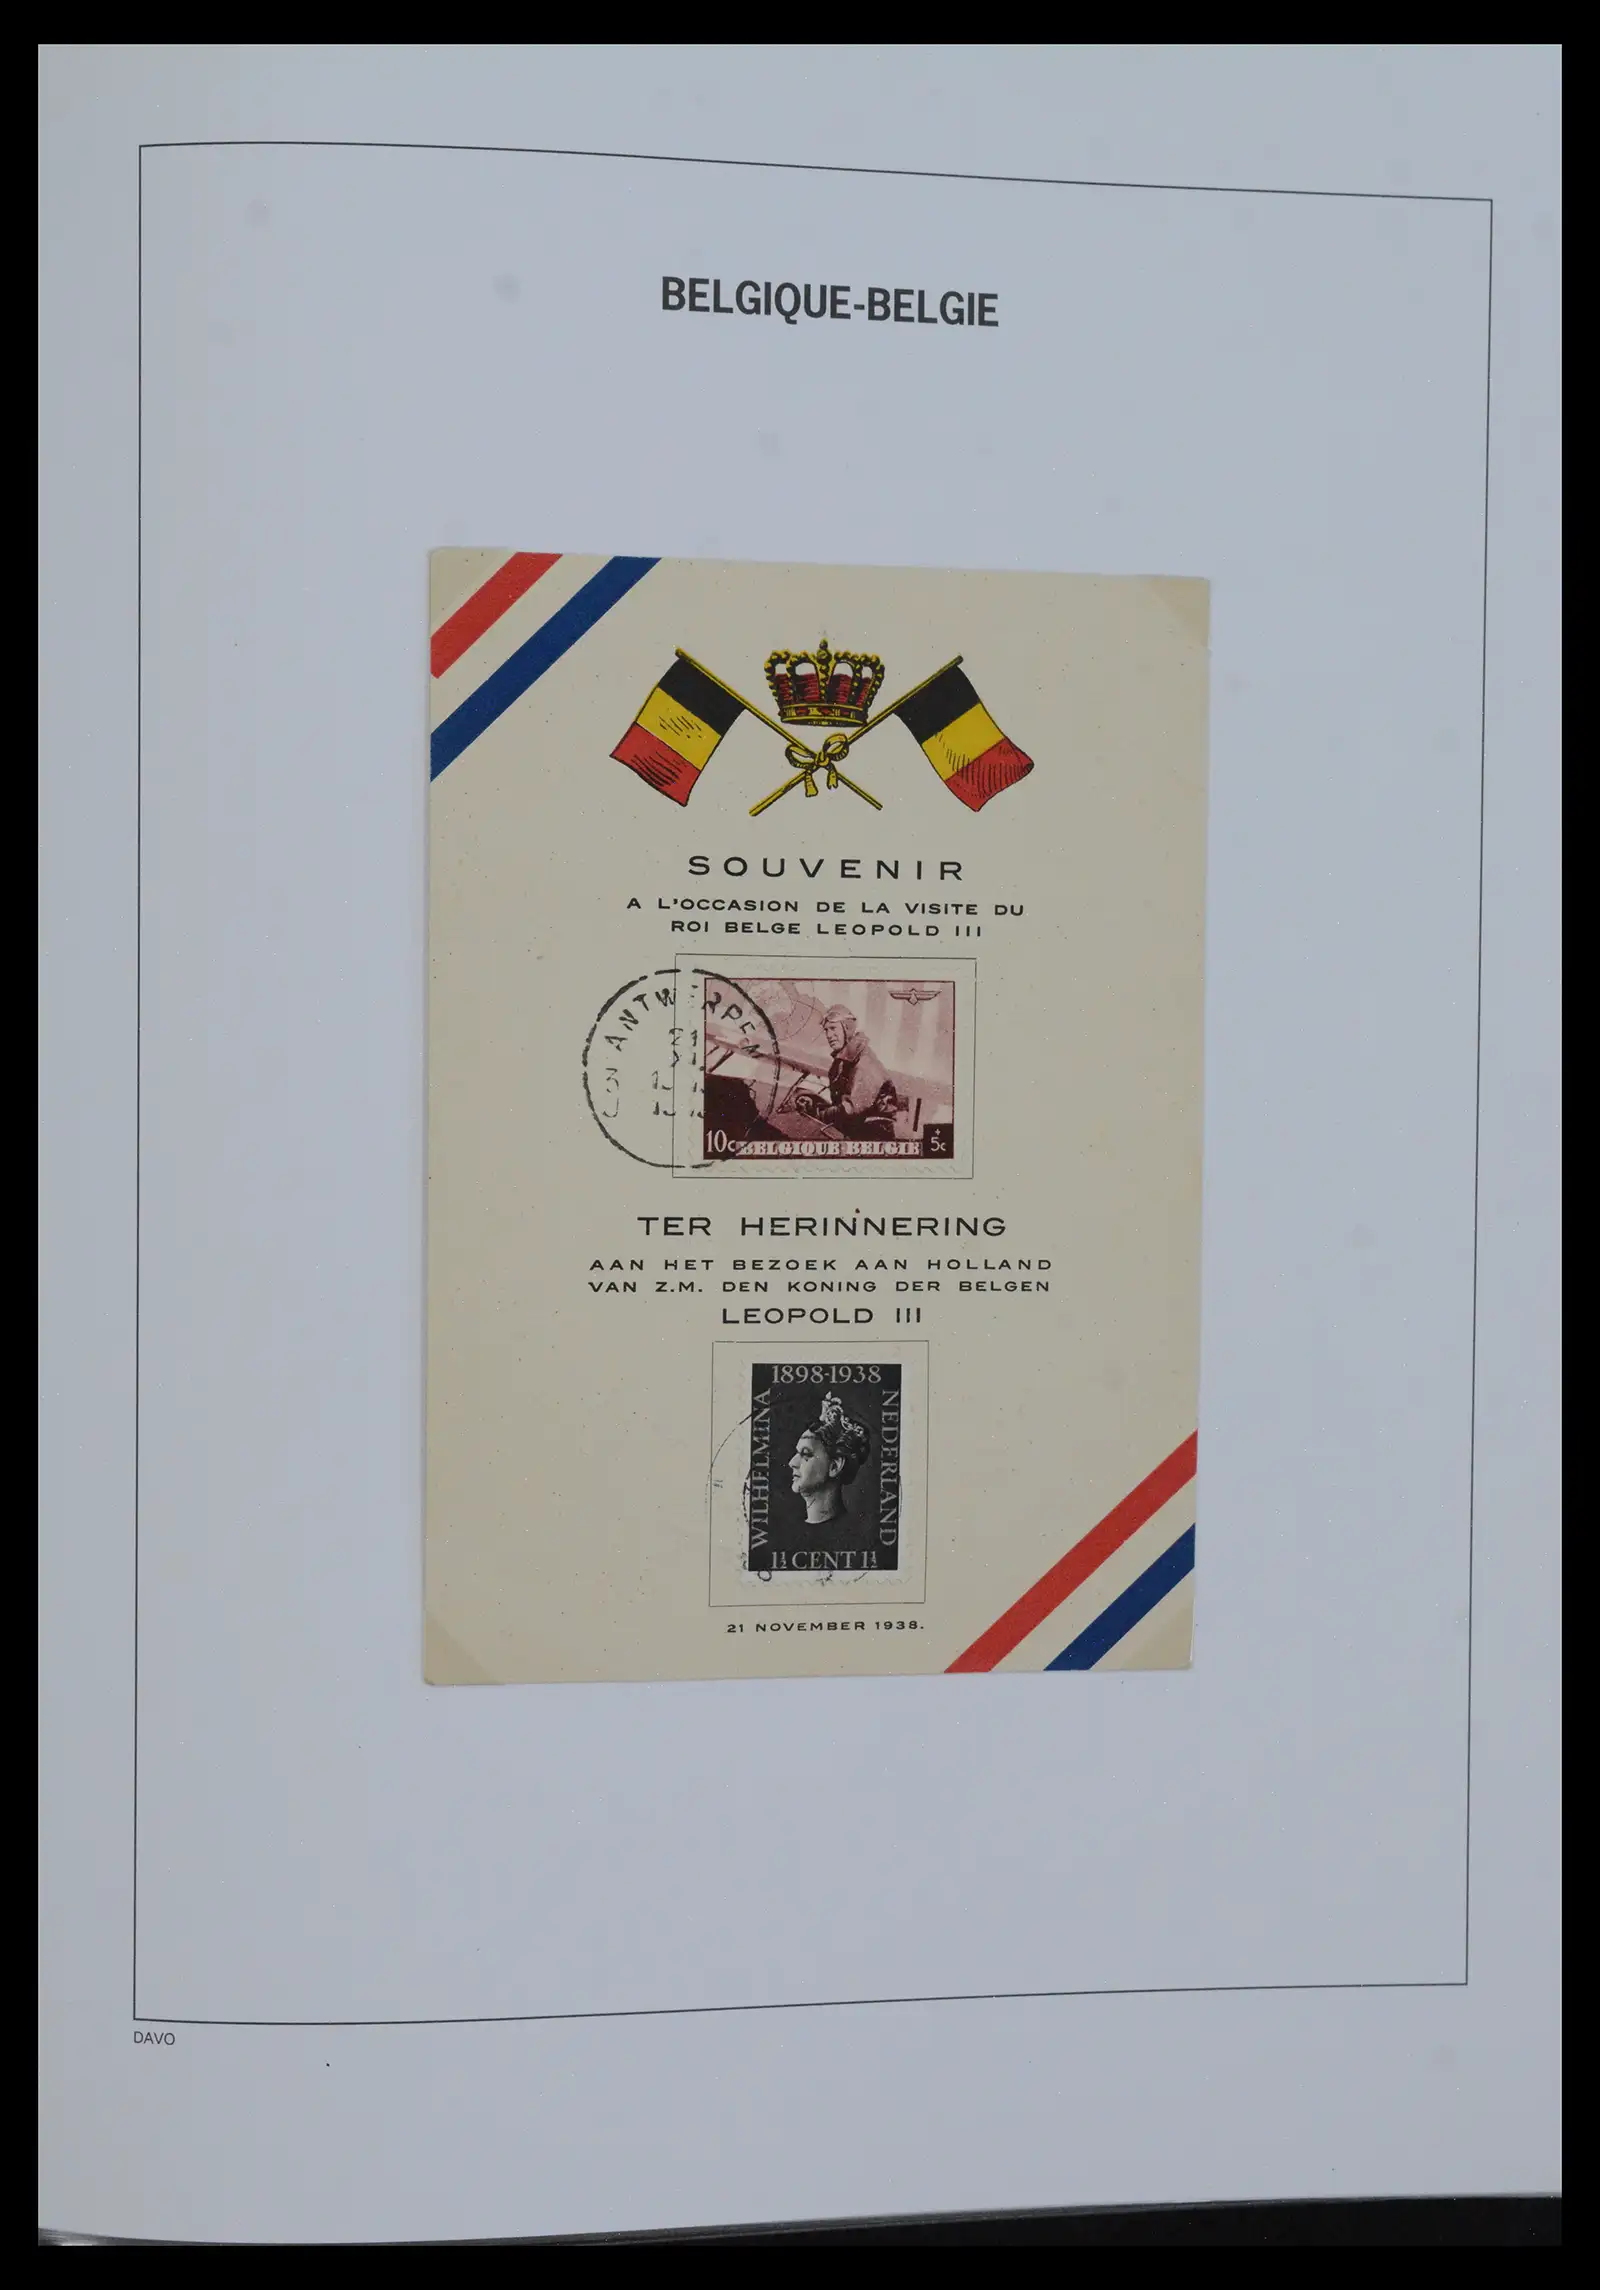 BELGIQUE-BELGIE
SOUVENIR
A L'OCCASION DE LA VISITE DU
ROI BELGE LEOPOLD III
ANTWERPEN
10c BELGIQUE BELGIE +5c
TER HERINNERING
AAN HET BEZOEK AAN HOLLAND
VAN Z.M. DEN KONING DER BELGEN
LEOPOLD III
1898-1938
WILHELMINA
NEDERLAND
1½ CENT 1½
21 NOVEMBER 1938.
DAVO